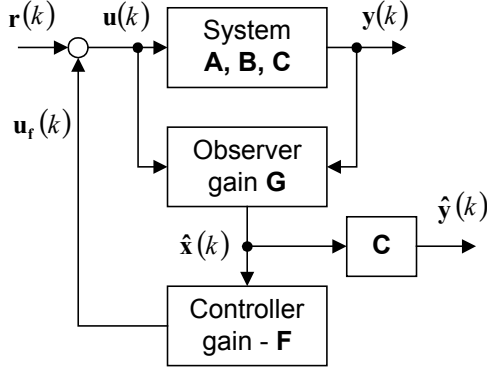 r(k)
u(k)
System
A, B, C
y(k)
u_f(k)
Observer
gain G
x̂(k)
C
ŷ(k)
Controller
gain - F